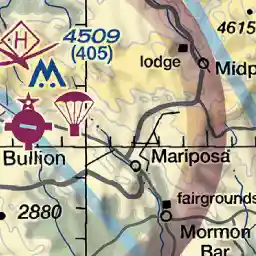 H
4509
(405)
4615
lodge
Midp
M
Bullion
Mariposa
fairgrounds
2880
Mormon
Bar